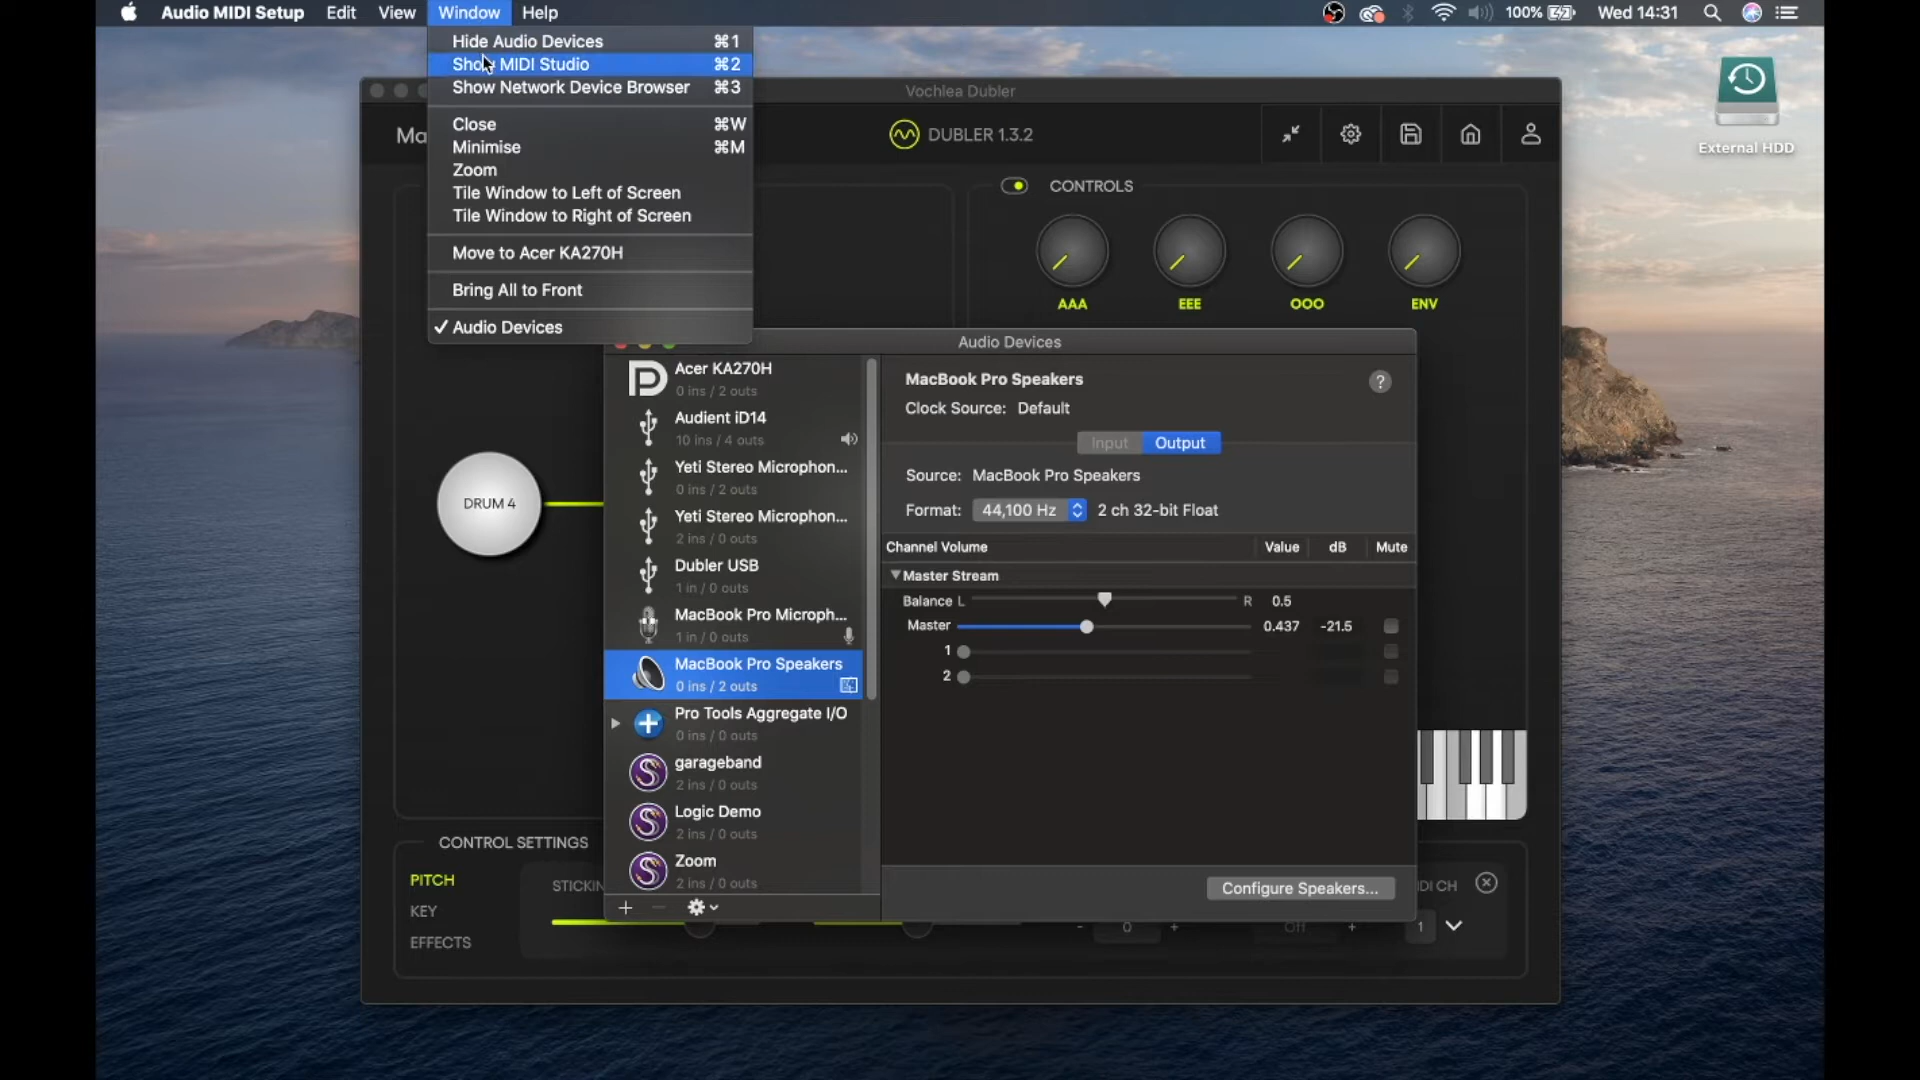 Audio MIDI Setup Edit View Window Help
100% Wed 14:31
Hide Audio Devices ⌘1
Show MIDI Studio ⌘2
Show Network Device Browser ⌘3
Close ⌘W
Minimise ⌘M
Zoom
Tile Window to Left of Screen
Tile Window to Right of Screen
Move to Acer KA270H
Bring All to Front
✓ Audio Devices
External HDD
Vochlea Dubler
DUBLER 1.3.2
CONTROLS
AAA EEE OOO ENV
DRUM 4
Audio Devices
Acer KA270H
0 ins / 2 outs
Audient iD14
10 ins / 4 outs
Yeti Stereo Microphon...
0 ins / 2 outs
Yeti Stereo Microphon...
2 ins / 0 outs
Dubler USB
1 in / 0 outs
MacBook Pro Microph...
1 in / 0 outs
MacBook Pro Speakers
0 ins / 2 outs
Pro Tools Aggregate I/O
0 ins / 0 outs
garageband
2 ins / 0 outs
Logic Demo
2 ins / 0 outs
Zoom
2 ins / 0 outs
MacBook Pro Speakers
?
Clock Source: Default
Input Output
Source: MacBook Pro Speakers
Format: 44,100 Hz 2 ch 32-bit Float
Channel Volume Value dB Mute
Master Stream
Balance L R 0.5
Master 0.437 -21.5
1
2
Configure Speakers...
CONTROL SETTINGS
PITCH
KEY
EFFECTS
- 0 +
Off +
1